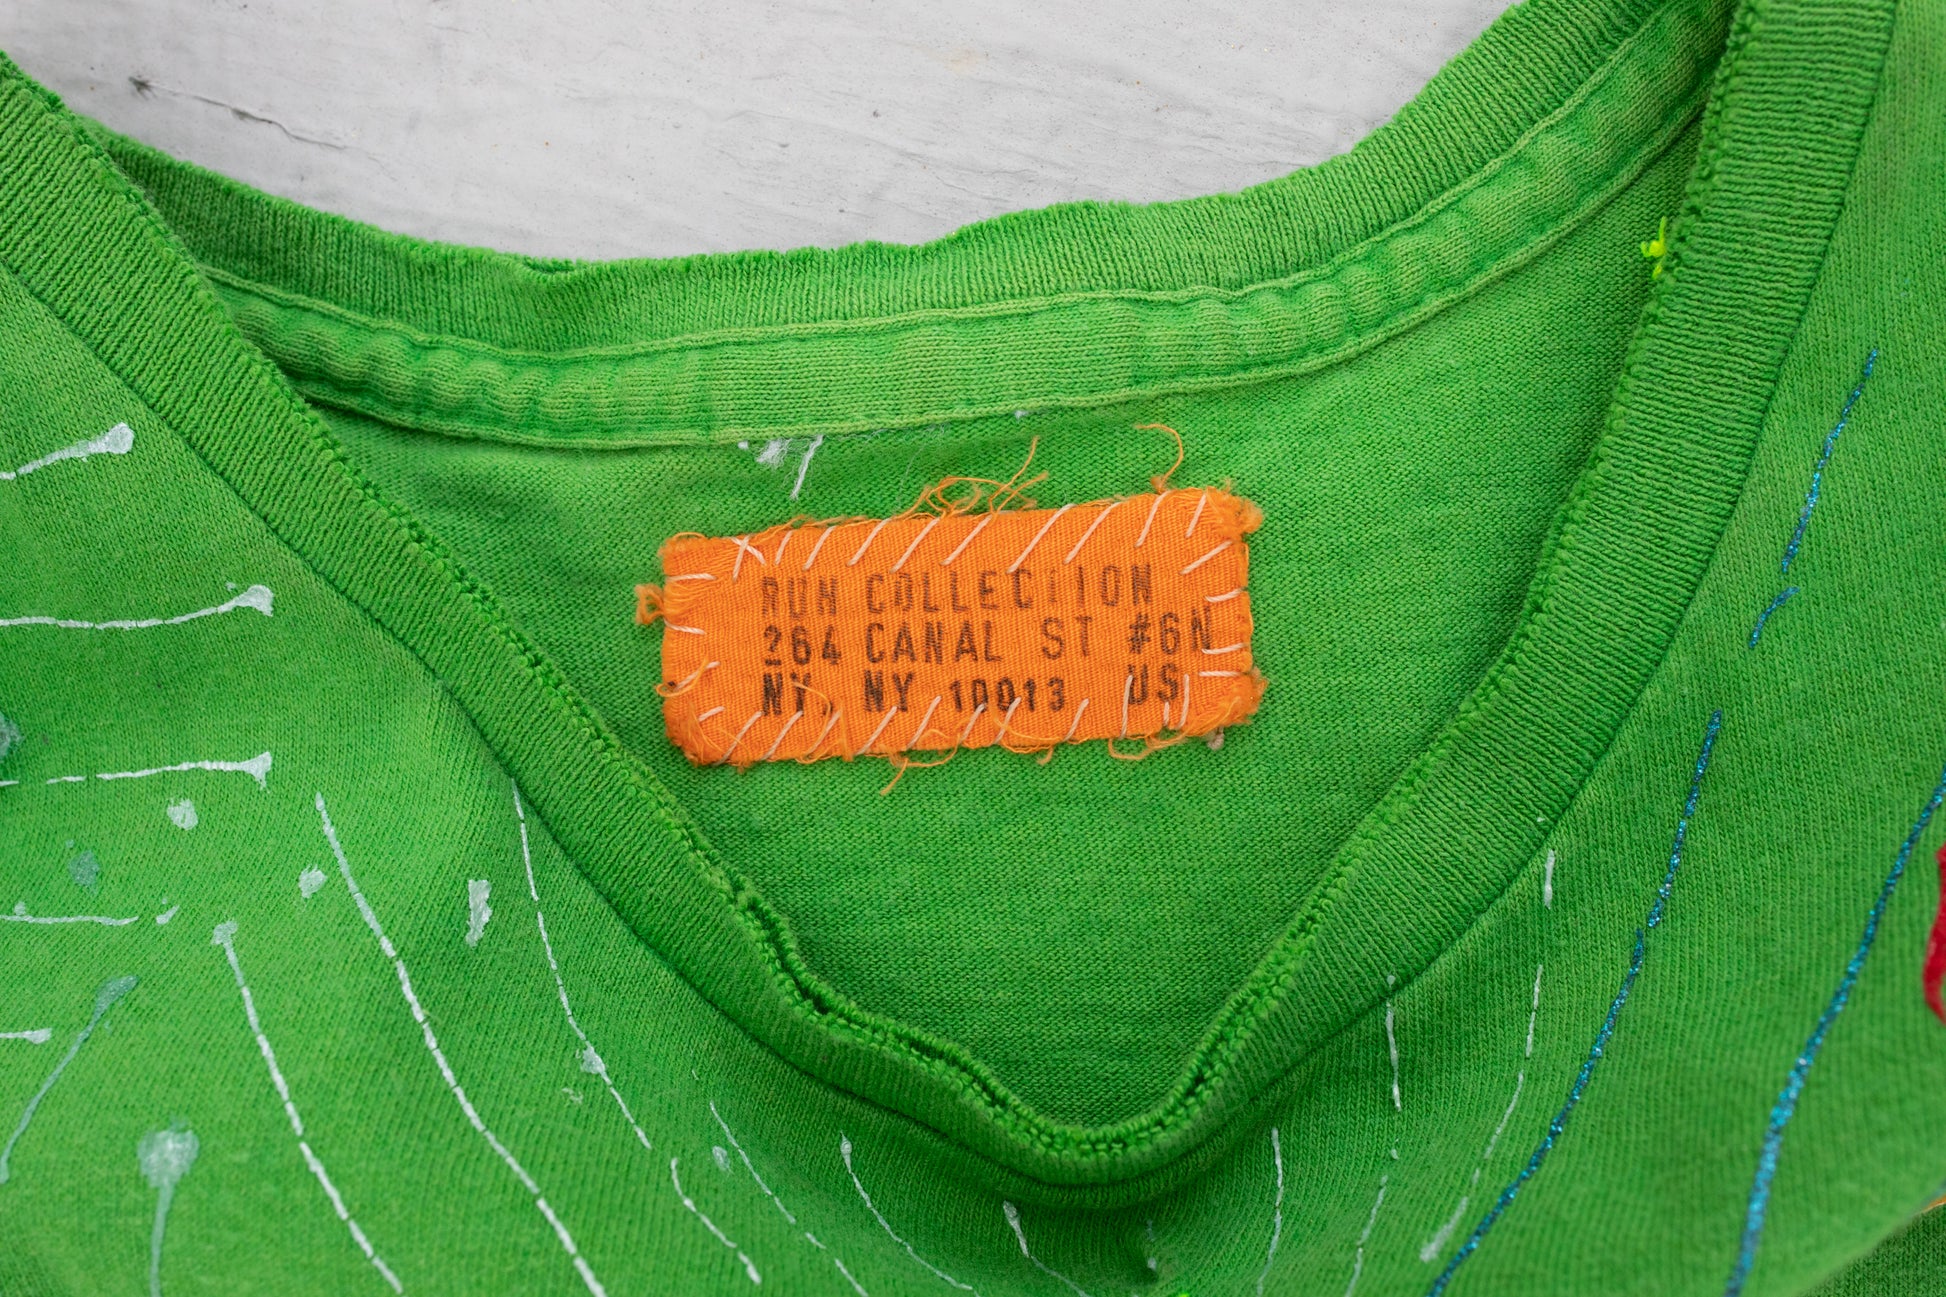 RUN COLLECTION
264 CANAL ST #6N
NY, NY 10013 US